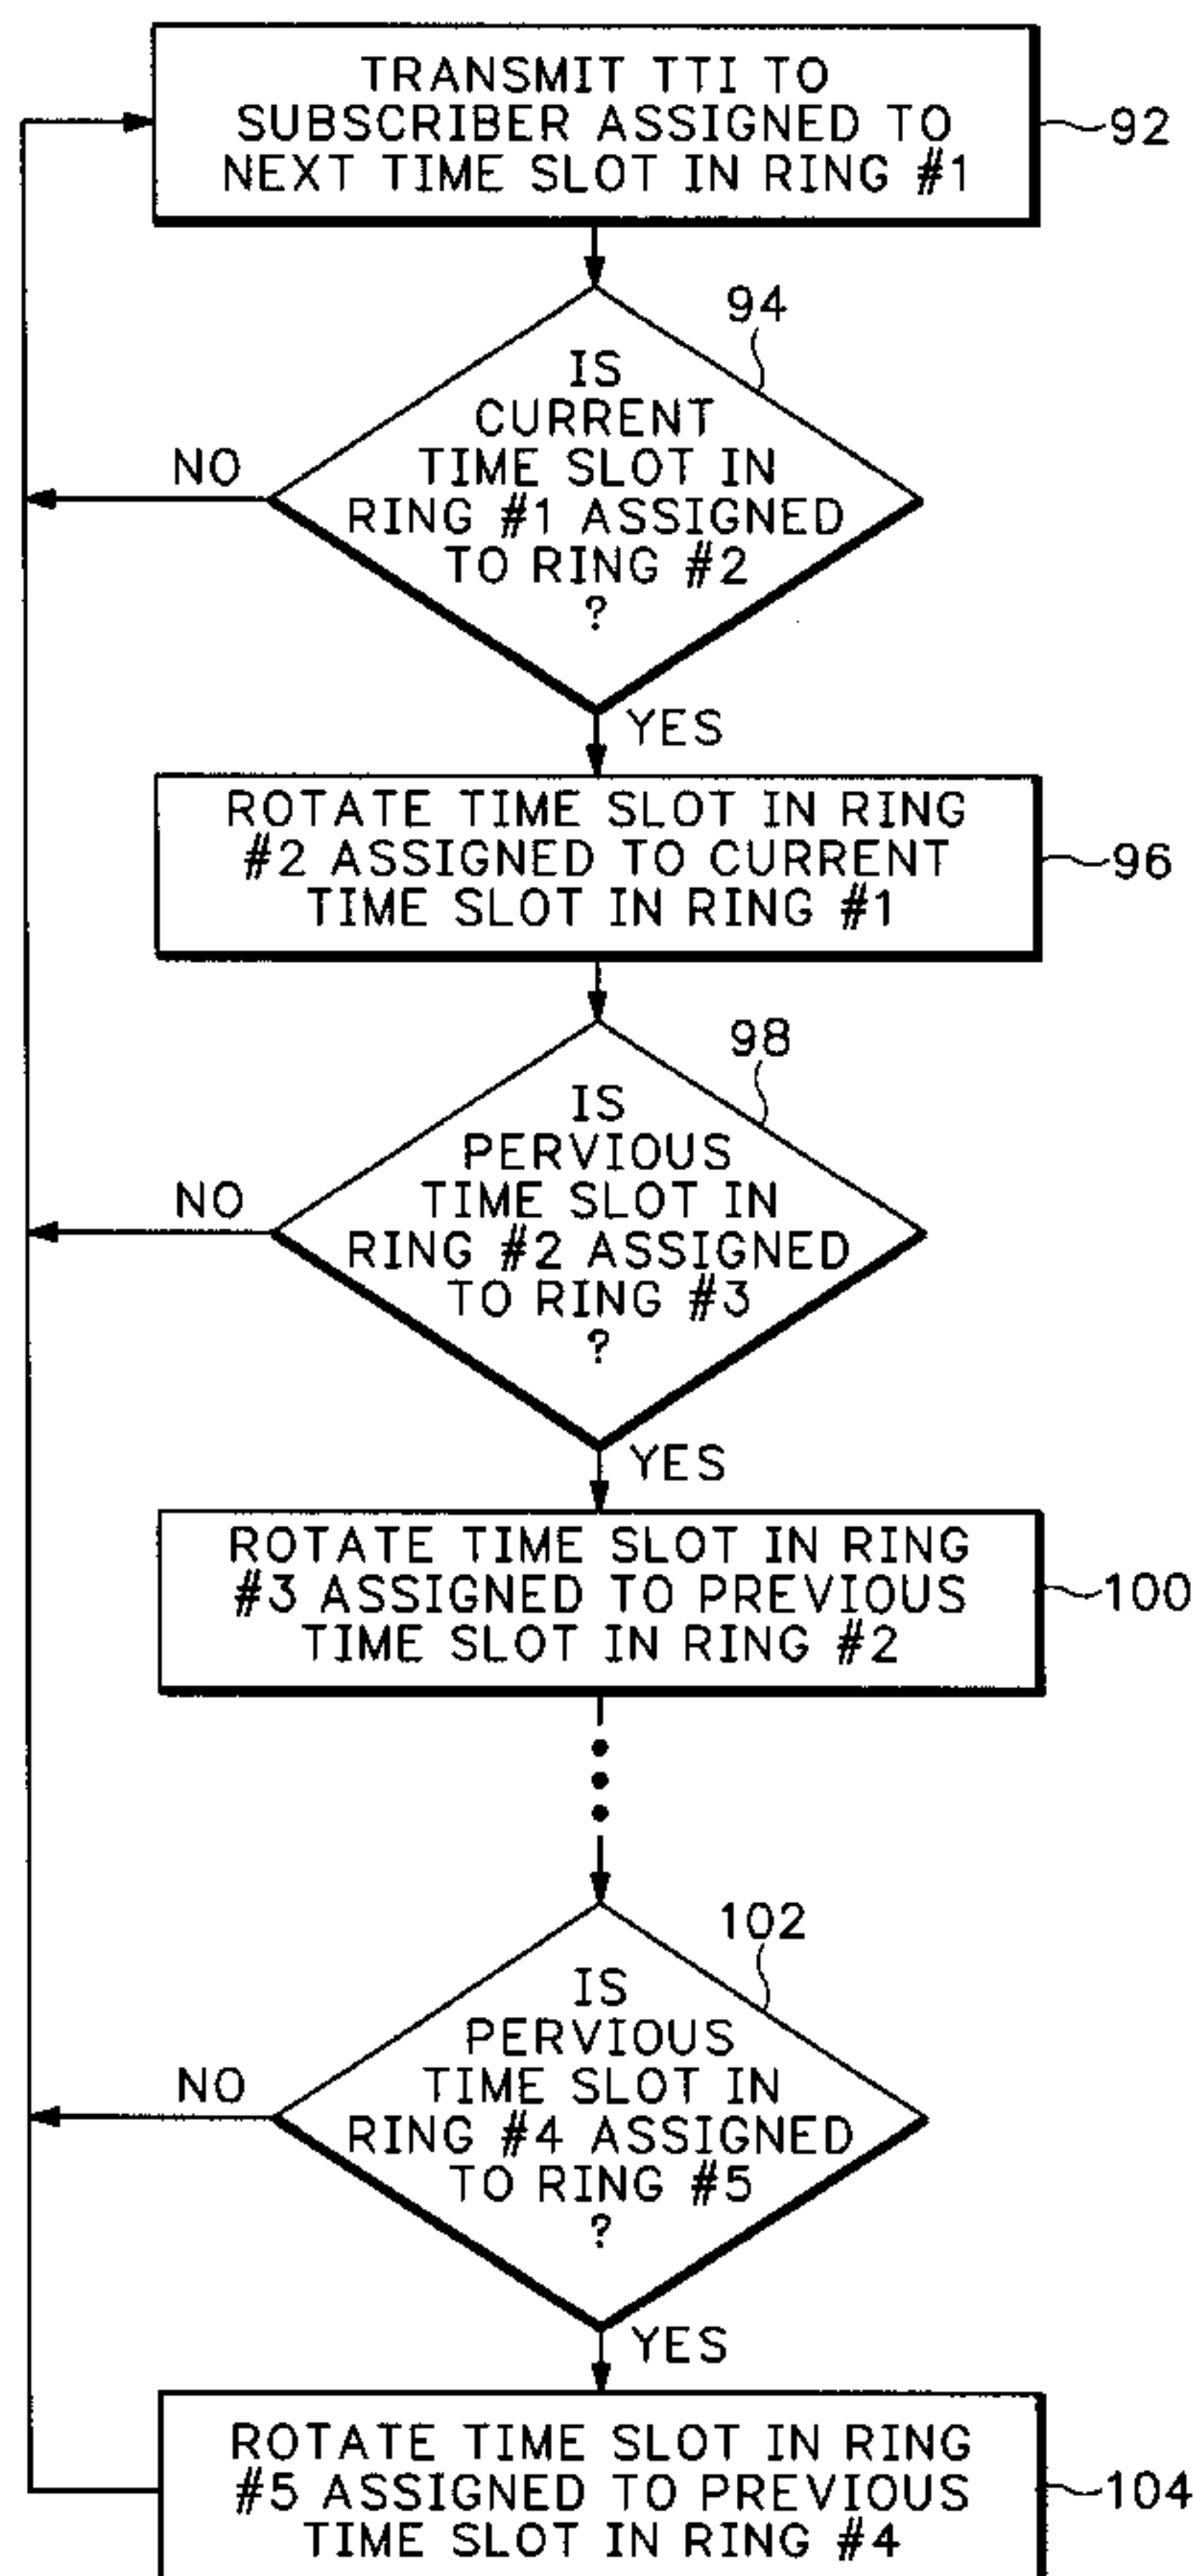 TRANSMIT TTI TO
SUBSCRIBER ASSIGNED TO
NEXT TIME SLOT IN RING #1
92
94
IS
CURRENT
TIME SLOT IN
RING #1 ASSIGNED
TO RING #2
?
NO
YES
ROTATE TIME SLOT IN RING
#2 ASSIGNED TO CURRENT
TIME SLOT IN RING #1
96
98
IS
PERVIOUS
TIME SLOT IN
RING #2 ASSIGNED
TO RING #3
?
NO
YES
ROTATE TIME SLOT IN RING
#3 ASSIGNED TO PREVIOUS
TIME SLOT IN RING #2
100
102
IS
PERVIOUS
TIME SLOT IN
RING #4 ASSIGNED
TO RING #5
?
NO
YES
ROTATE TIME SLOT IN RING
#5 ASSIGNED TO PREVIOUS
TIME SLOT IN RING #4
104